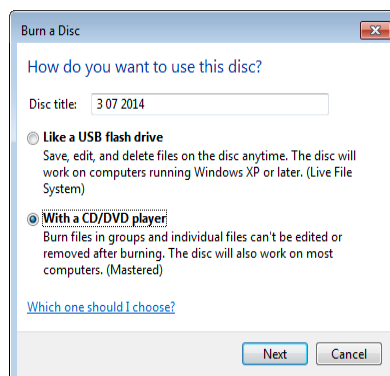 Burn a Disc
How do you want to use this disc?
Disc title: 3 07 2014
Like a USB flash drive
Save, edit, and delete files on the disc anytime. The disc will
work on computers running Windows XP or later. (Live File
System)
With a CD/DVD player
Burn files in groups and individual files can't be edited or
removed after burning. The disc will also work on most
computers. (Mastered)
Which one should I choose?
Next Cancel